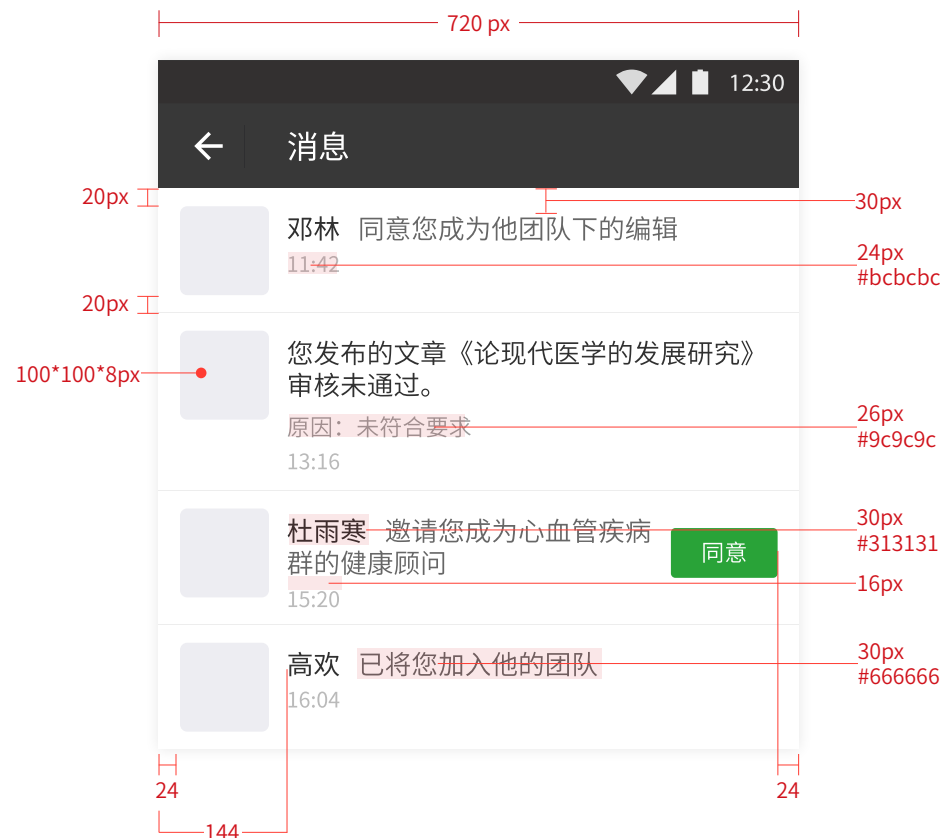 720 px
12:30
消息
20px
30px
邓林 同意您成为他团队下的编辑
24px
11:42
#bcbcbc
20px
您发布的文章《论现代医学的发展研究》
100*100*8px
审核未通过。
26px
原因：未符合要求
#9c9c9c
13:16
30px
杜雨寒 邀请您成为心血管疾病
#313131
同意
群的健康顾问
16px
15:20
30px
高欢 已将您加入他的团队
#666666
16:04
24
24
144